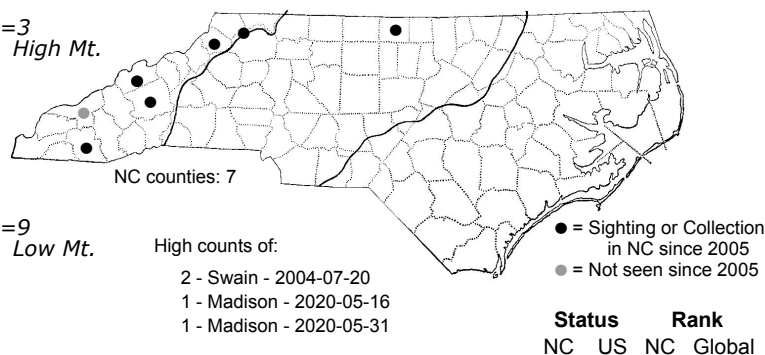 =3
High Mt.
NC counties: 7
=9
Low Mt.
High counts of:
2 - Swain - 2004-07-20
1 - Madison - 2020-05-16
1 - Madison - 2020-05-31
= Sighting or Collection
in NC since 2005
= Not seen since 2005
Status Rank
NC US NC Global